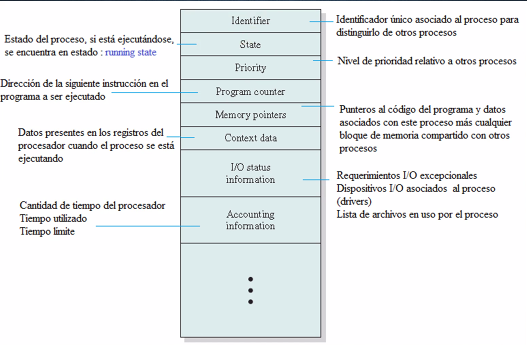 Identifier
Identificador único asociado al proceso para
distinguirlo de otros procesos
Estado del proceso, si está ejecutándose,
se encuentra en estado : running state
State
Priority
Nivel de prioridad relativo a otros procesos
Dirección de la siguiente instrucción en el
programa a ser ejecutado
Program counter
Memory pointers
Punteros al código del programa y datos
asociados con este proceso más cualquier
bloque de memoria compartido con otros
procesos
Datos presentes en los registros del
procesador cuando el proceso se está
ejecutando
Context data
I/O status
information
Requerimientos I/O excepcionales
Dispositivos I/O asociados al proceso
(drivers)
Lista de archivos en uso por el proceso
Cantidad de tiempo del procesador
Tiempo utilizado
Tiempo límite
Accounting
information